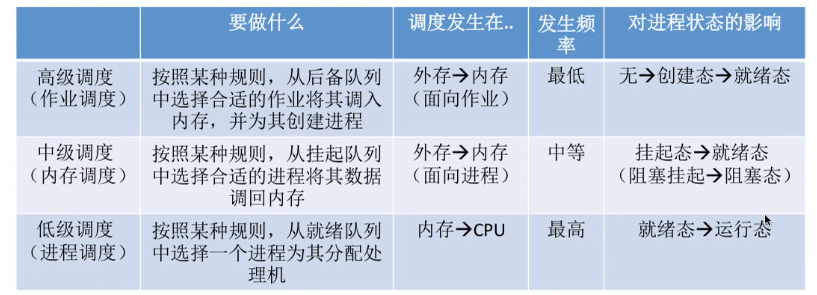 要做什么
调度发生在..
发生频
率
对进程状态的影响
高级调度
（作业调度）
按照某种规则，从后备队列
中选择合适的作业将其调入
内存，并为其创建进程
外存→内存
（面向作业）
最低
无→创建态→就绪态
中级调度
（内存调度）
按照某种规则，从挂起队列
中选择合适的进程将其数据
调回内存
外存→内存
（面向进程）
中等
挂起态→就绪态
（阻塞挂起→阻塞态）
低级调度
（进程调度）
按照某种规则，从就绪队列
中选择一个进程为其分配处
理机
内存→CPU
最高
就绪态→运行态